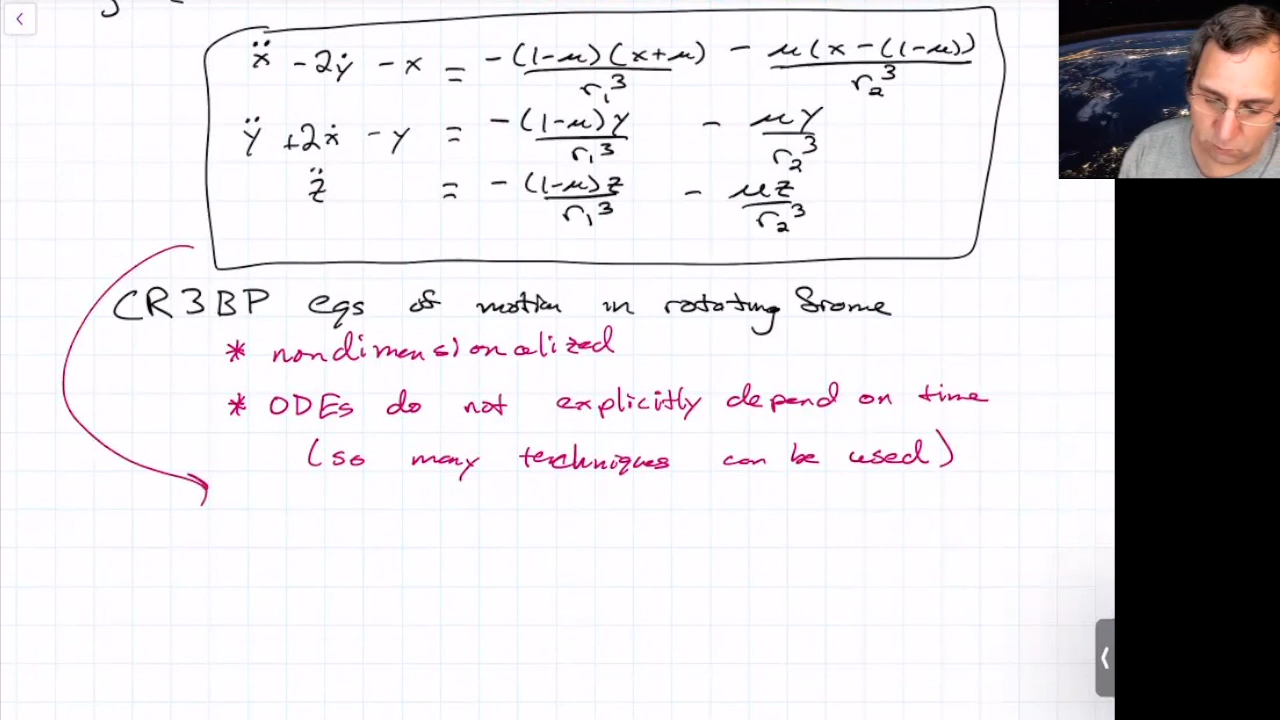 ẍ - 2ẏ - x = -(1-μ)(x+μ)/r₁³ - μ(x-(1-μ))/r₂³
ÿ + 2ẋ - y = -(1-μ)y/r₁³ - μy/r₂³
z̈ = -(1-μ)z/r₁³ - μz/r₂³
CR3BP eqs of motion in rotating frame
* nondimensionalized
* ODEs do not explicitly depend on time
(so many techniques can be used)